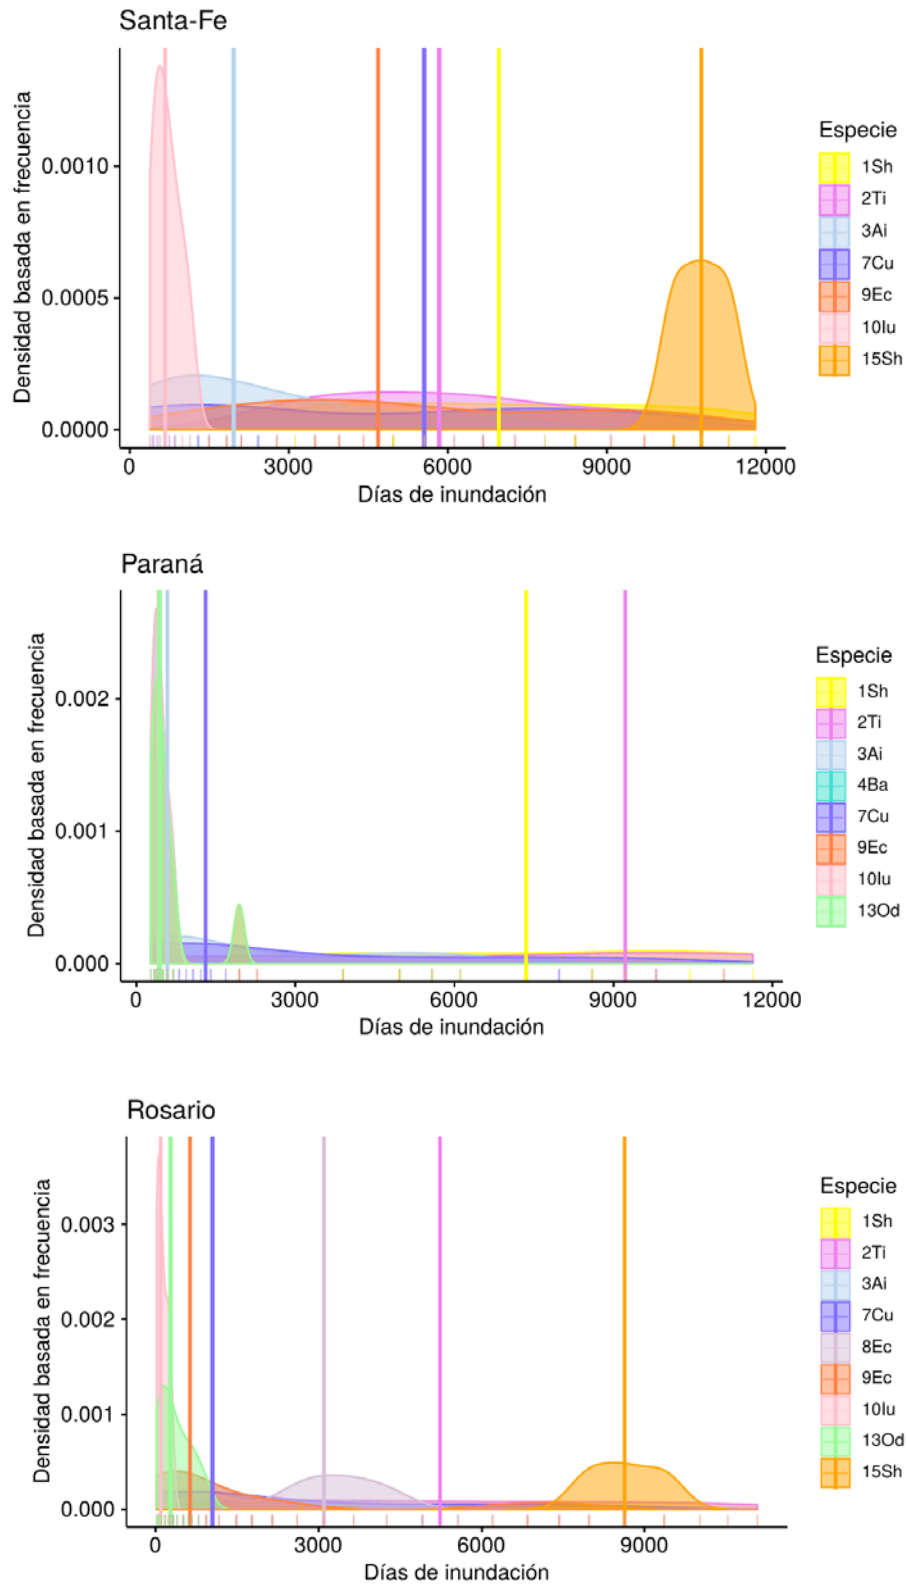 Santa-Fe
Densidad basada en frecuencia
0.0010
0.0005
0.0000
0 3000 6000 9000 12000
Días de inundación
Especie
1Sh
2Ti
3Ai
7Cu
9Ec
10Iu
15Sh
Paraná
Densidad basada en frecuencia
0.002
0.001
0.000
0 3000 6000 9000 12000
Días de inundación
Especie
1Sh
2Ti
3Ai
4Ba
7Cu
9Ec
10Iu
13Od
Rosario
Densidad basada en frecuencia
0.003
0.002
0.001
0.000
0 3000 6000 9000
Días de inundación
Especie
1Sh
2Ti
3Ai
7Cu
8Ec
9Ec
10Iu
13Od
15Sh